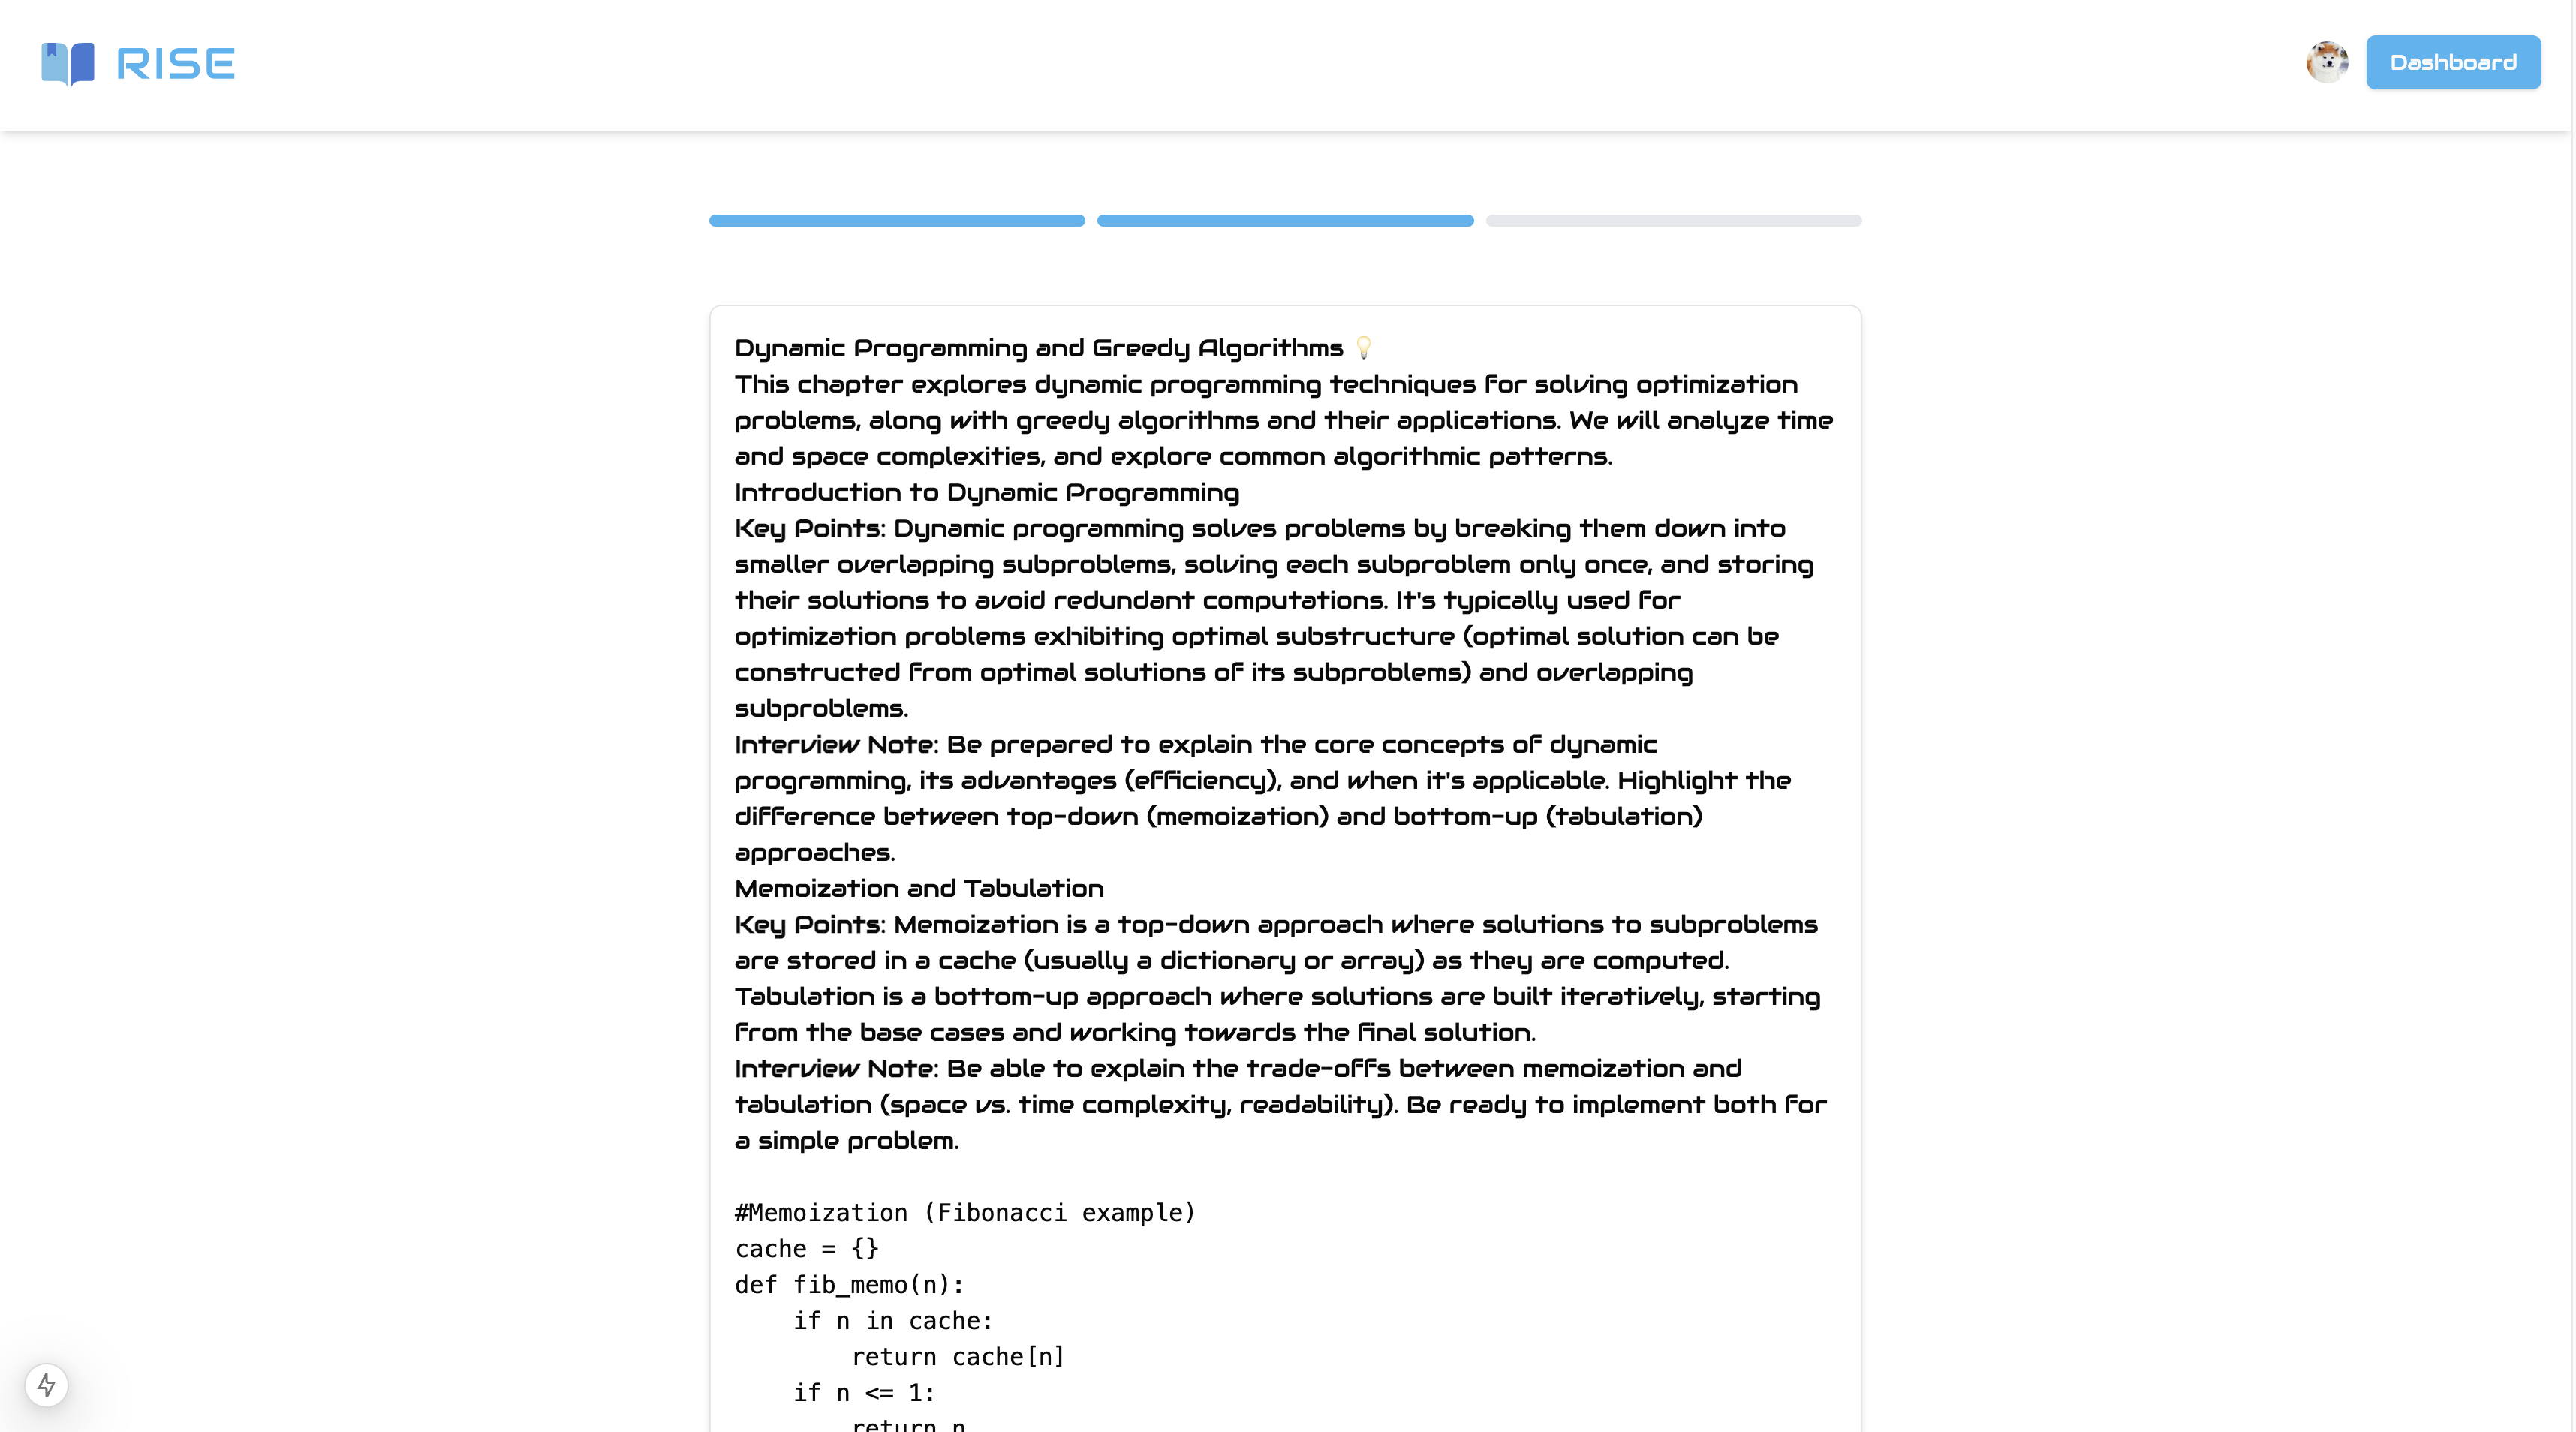 RISE
Dashboard
Dynamic Programming and Greedy Algorithms 💡
This chapter explores dynamic programming techniques for solving optimization
problems, along with greedy algorithms and their applications. We will analyze time
and space complexities, and explore common algorithmic patterns.
Introduction to Dynamic Programming
Key Points: Dynamic programming solves problems by breaking them down into
smaller overlapping subproblems, solving each subproblem only once, and storing
their solutions to avoid redundant computations. It's typically used for
optimization problems exhibiting optimal substructure (optimal solution can be
constructed from optimal solutions of its subproblems) and overlapping
subproblems.
Interview Note: Be prepared to explain the core concepts of dynamic
programming, its advantages (efficiency), and when it's applicable. Highlight the
difference between top-down (memoization) and bottom-up (tabulation)
approaches.
Memoization and Tabulation
Key Points: Memoization is a top-down approach where solutions to subproblems
are stored in a cache (usually a dictionary or array) as they are computed.
Tabulation is a bottom-up approach where solutions are built iteratively, starting
from the base cases and working towards the final solution.
Interview Note: Be able to explain the trade-offs between memoization and
tabulation (space vs. time complexity, readability). Be ready to implement both for
a simple problem.
#Memoization (Fibonacci example)
cache = {}
def fib_memo(n):
    if n in cache:
        return cache[n]
    if n <= 1:
        return n